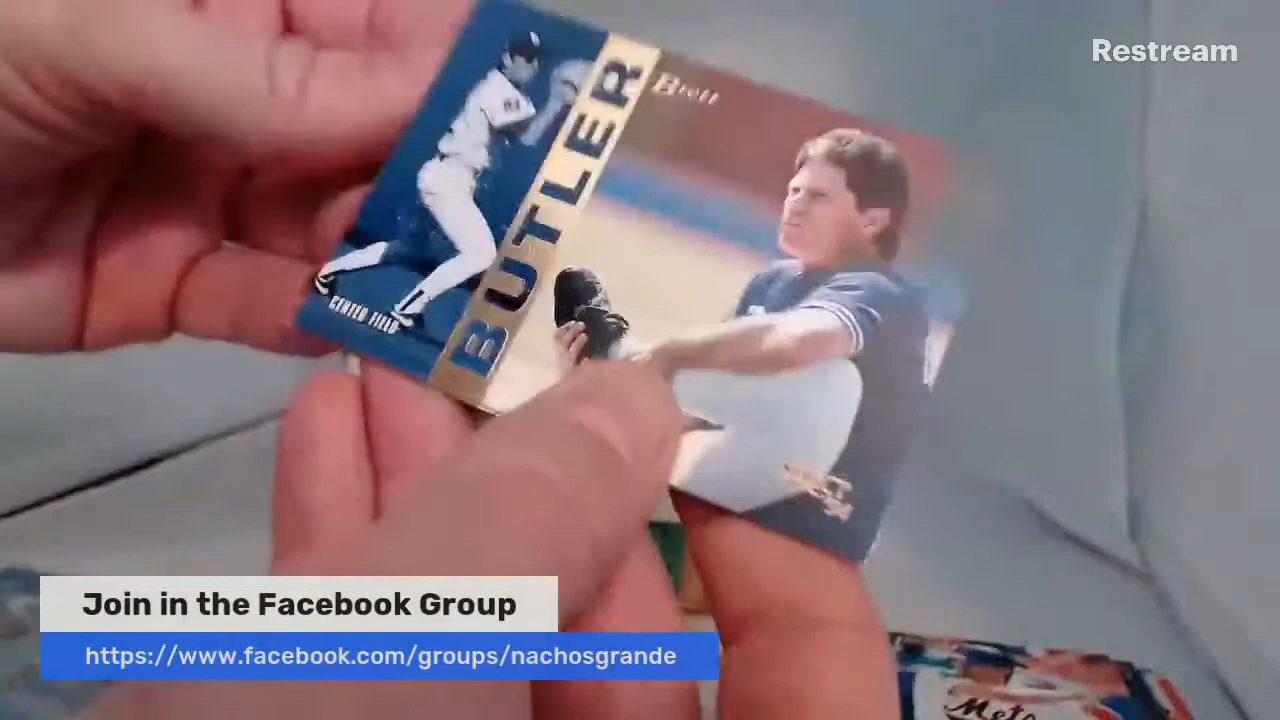 Restream
Brett
BUTLER
CENTER FIELD
Join in the Facebook Group
https://www.facebook.com/groups/nachosgrande
Mets